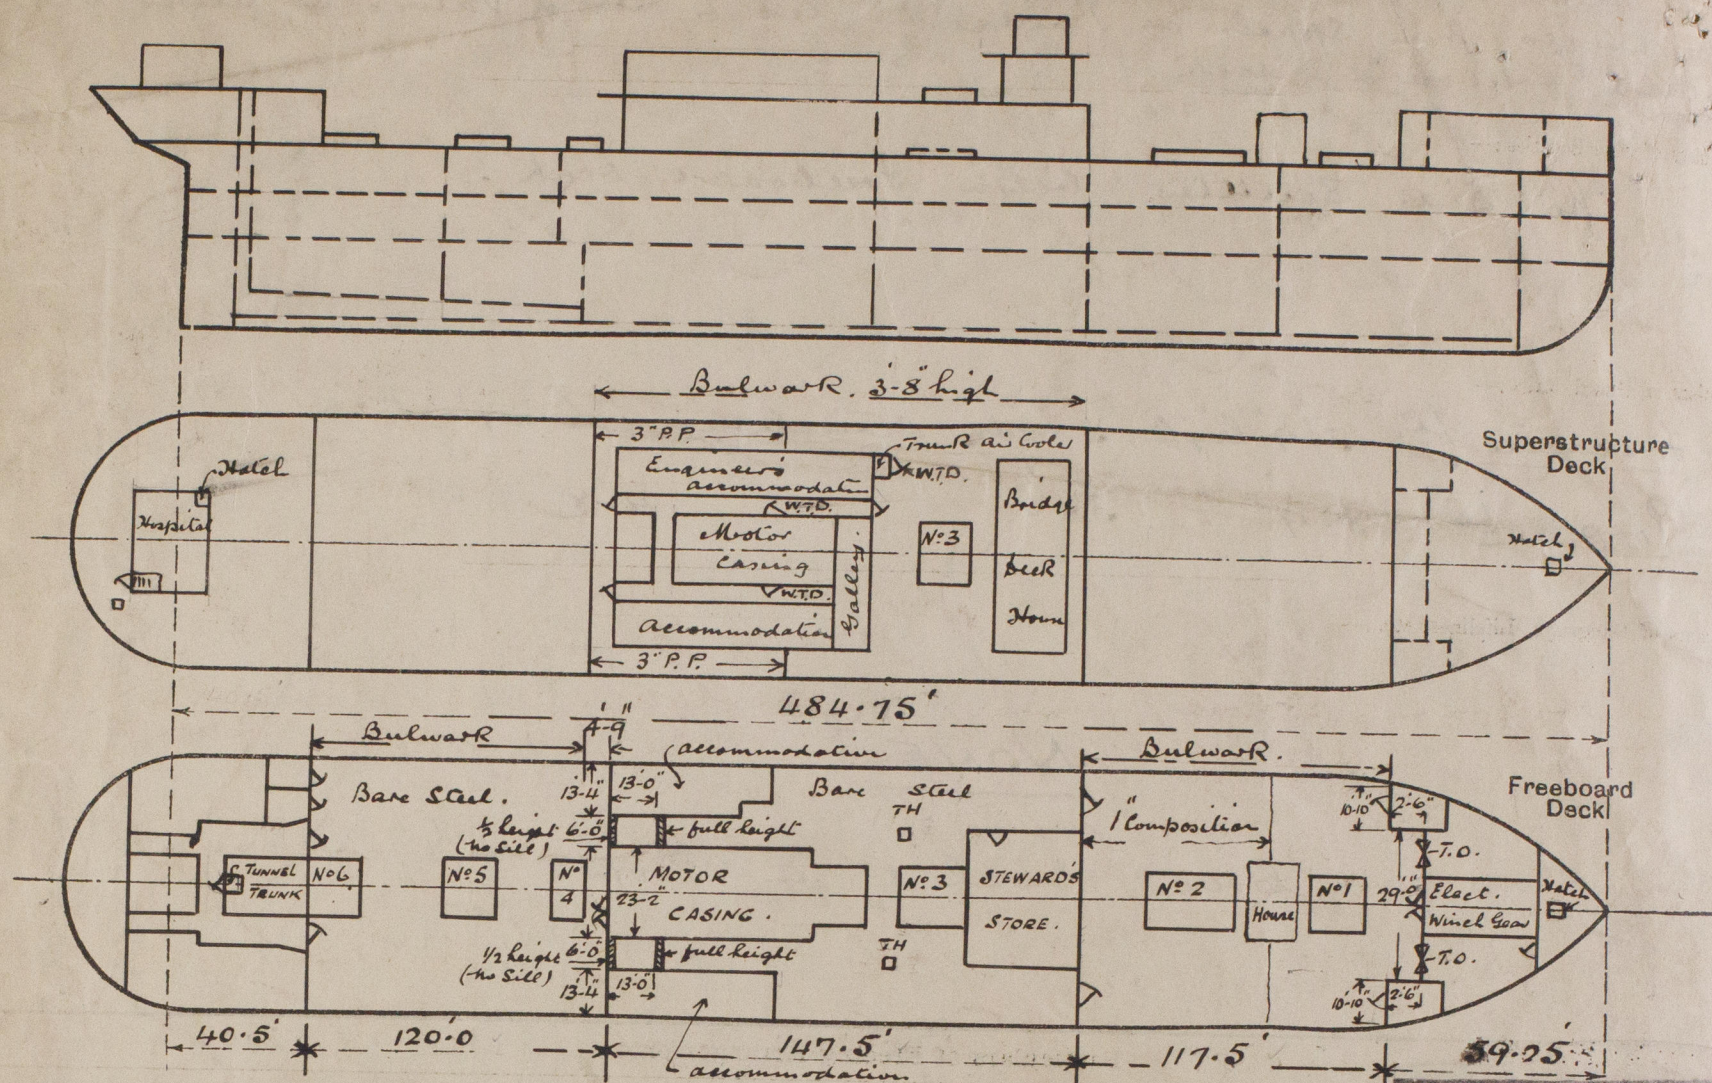 Bulwark. 3'-8" high
3" P.P.
Trunk Air Cooler
W.T.D.
Superstructure
Deck
Hatch
Hospital
Engineers
accommodation
W.T.D.
Motor
Casing
W.T.D.
Galley.
accommodation
3" P.P.
No 3
Bridge
Deck
House
Hatch
484.75'
Bulwark
4'-9"
accommodation
Bulwark.
Freeboard
Deck
Bare Steel.
13'-4"
13'-0"
Bare Steel
TH
1" Composition
10'-10"
2'-6"
½ height
(no Sill)
6'-0"
full height
T.O.
TUNNEL
TRUNK
No 6
No 5
No
4
23'-2"
MOTOR
CASING.
No 3
STEWARD'S
STORE.
No 2
House
No 1
29'-0"
Elect.
Winch Gear
Hatch
1/2 height
(no Sill)
6'-0"
full height
TH
T.O.
13'-4"
13'-0"
10'-10"
2'-6"
40.5'
120.0
147.5'
117.5'
59.25'
accommodation